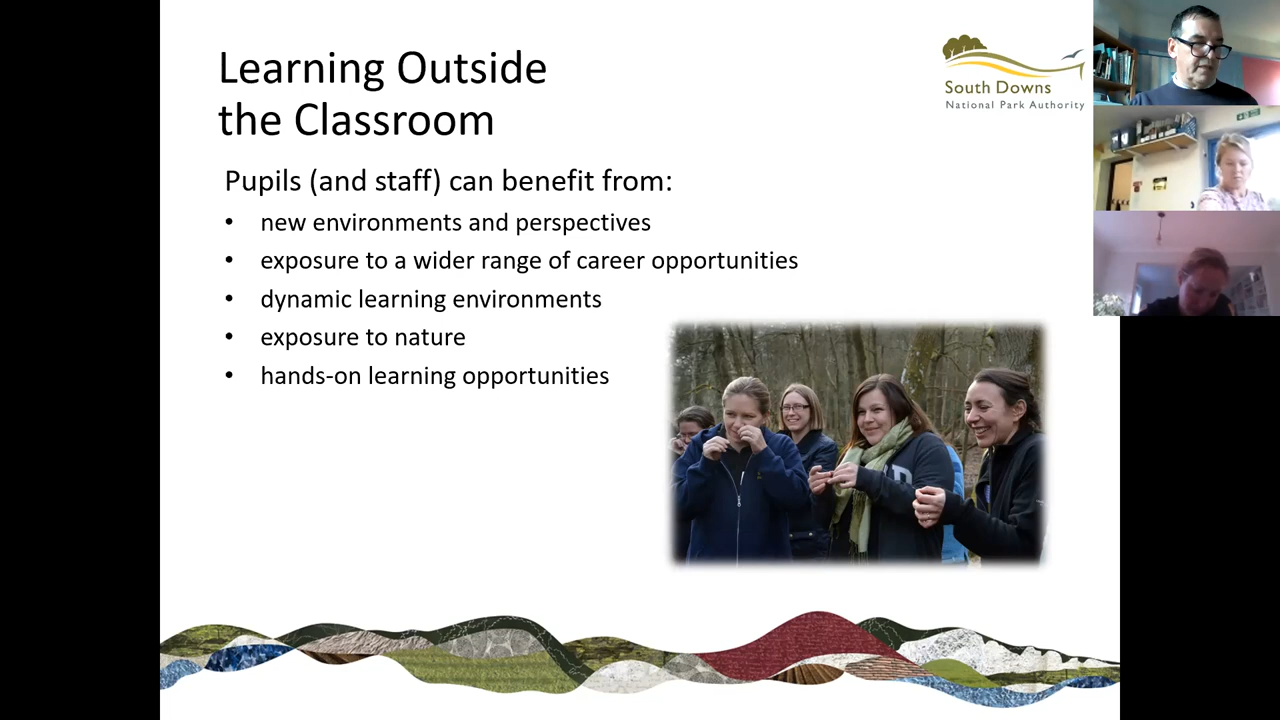 Learning Outside
the Classroom
South Downs
National Park Authority
Pupils (and staff) can benefit from:
• new environments and perspectives
• exposure to a wider range of career opportunities
• dynamic learning environments
• exposure to nature
• hands-on learning opportunities